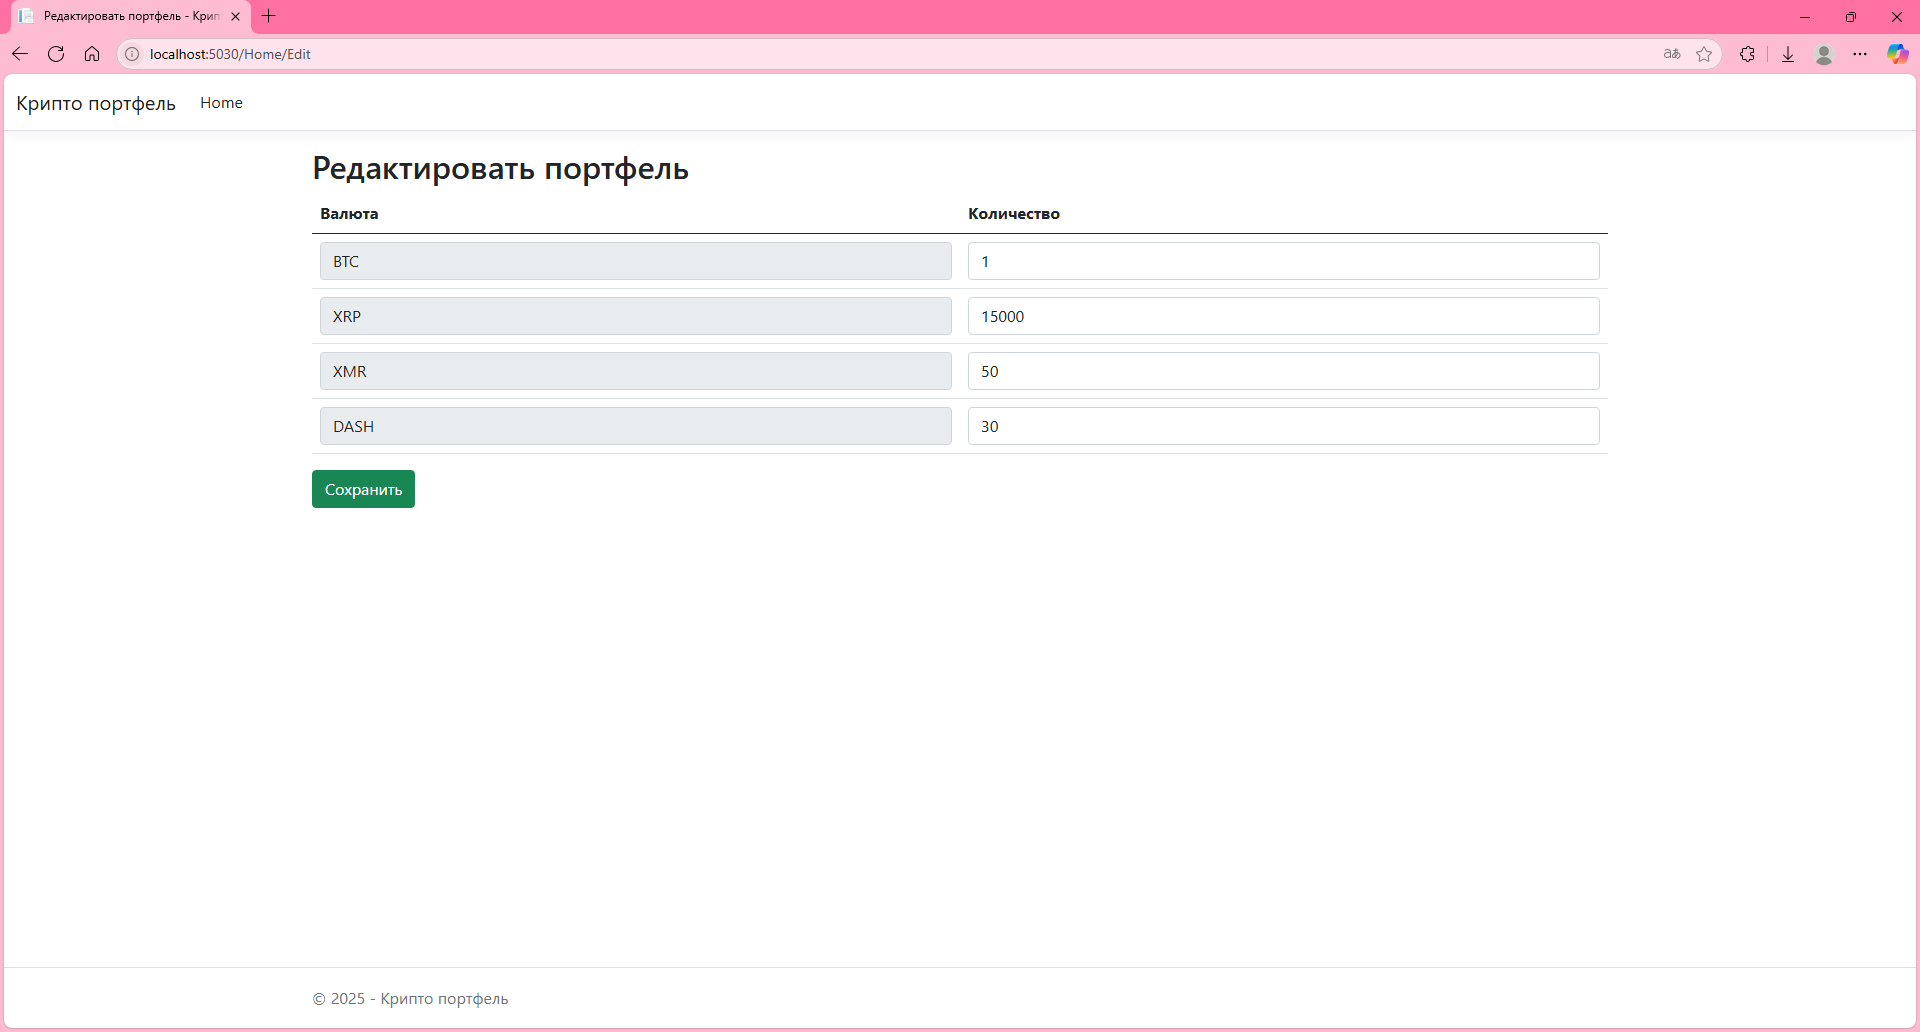 Редактировать портфель - Крип
localhost:5030/Home/Edit
Крипто портфель Home
Редактировать портфель
Валюта Количество
BTC 1
XRP 15000
XMR 50
DASH 30
Сохранить
© 2025 - Крипто портфель